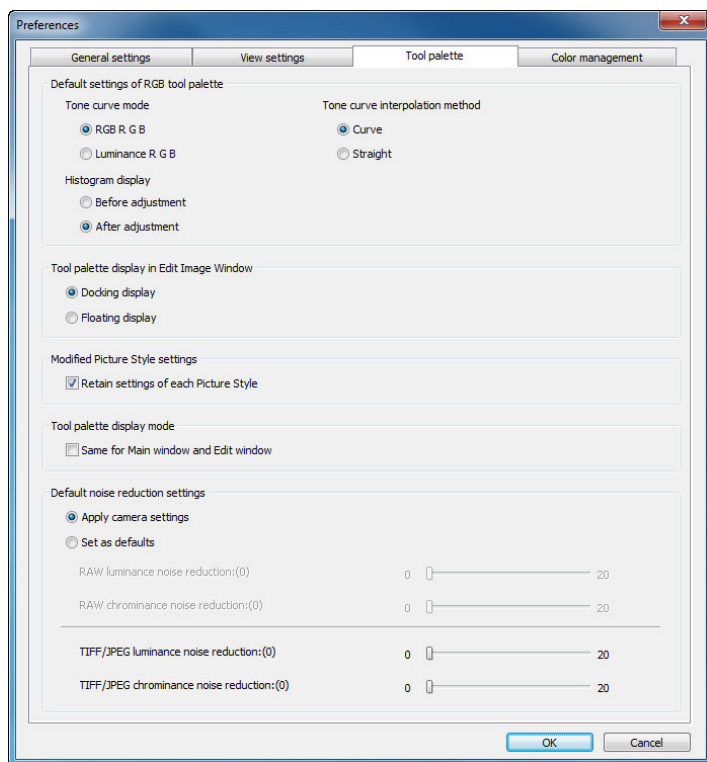 Preferences
General settings View settings Tool palette Color management
Default settings of RGB tool palette
Tone curve mode Tone curve interpolation method
RGB R G B Curve
Luminance R G B Straight
Histogram display
Before adjustment
After adjustment
Tool palette display in Edit Image Window
Docking display
Floating display
Modified Picture Style settings
Retain settings of each Picture Style
Tool palette display mode
Same for Main window and Edit window
Default noise reduction settings
Apply camera settings
Set as defaults
RAW luminance noise reduction:(0) 0 20
RAW chrominance noise reduction:(0) 0 20
TIFF/JPEG luminance noise reduction:(0) 0 20
TIFF/JPEG chrominance noise reduction:(0) 0 20
OK Cancel